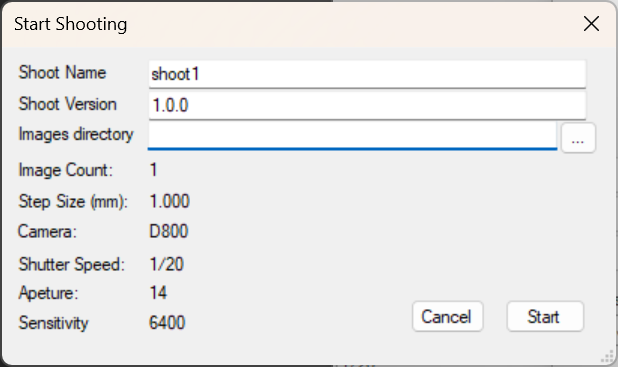 Start Shooting
Shoot Name shoot1
Shoot Version 1.0.0
Images directory ...
Image Count: 1
Step Size (mm): 1.000
Camera: D800
Shutter Speed: 1/20
Apeture: 14
Sensitivity 6400
Cancel Start